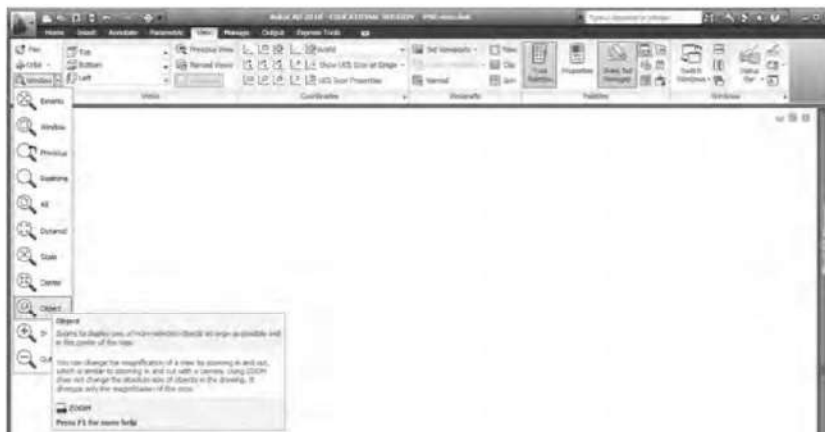 AutoCAD 2010 - EDUCATIONAL VERSION
Home Insert Annotate Parametric View Manage Output Express Tools
Pan
Orbit
Window
Top
Bottom
Left
Previous View
Named Views
Views
World
Show UCS Icon at Origin
UCS Icon Properties
Coordinates
Set Viewports
Named
New
Clip
Join
Viewports
Tool Palettes
Properties
Sheet Set Manager
Palettes
Switch Windows
Status Bar
Windows
Extents
Window
Previous
Realtime
All
Dynamic
Scale
Center
Object
In
Out
Object
Zooms to display one or more selected objects as large as possible and
in the center of the view
You can change the magnification of a view by zooming in and out,
which is similar to zooming in and out with a camera. Using ZOOM
does not change the absolute size of objects in the drawing. It
changes only the magnification of the view.
ZOOM
Press F1 for more help